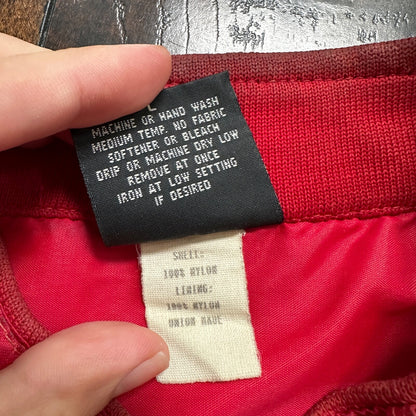 L
MACHINE OR HAND WASH
MEDIUM TEMP. NO FABRIC
SOFTENER OR BLEACH
DRIP OR MACHINE DRY LOW
REMOVE AT ONCE
IRON AT LOW SETTING
IF DESIRED
SHELL:
100% NYLON
LINING:
100% NYLON
UNION MADE